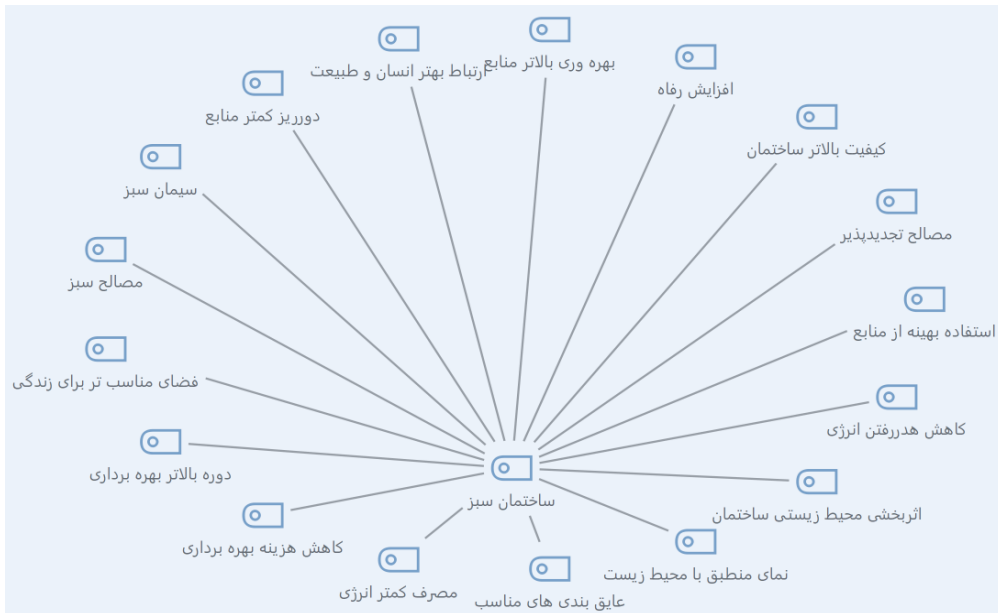 بهره وری بالاتر منابع
ارتباط بهتر انسان و طبیعت
افزایش رفاه
دورریز کمتر منابع
کیفیت بالاتر ساختمان
سیمان سبز
مصالح تجدیدپذیر
مصالح سبز
استفاده بهینه از منابع
فضای مناسب تر برای زندگی
کاهش هدررفتن انرژی
دوره بالاتر بهره برداری
ساختمان سبز
اثربخشی محیط زیستی ساختمان
کاهش هزینه بهره برداری
نمای منطبق با محیط زیست
مصرف کمتر انرژی
عایق بندی های مناسب